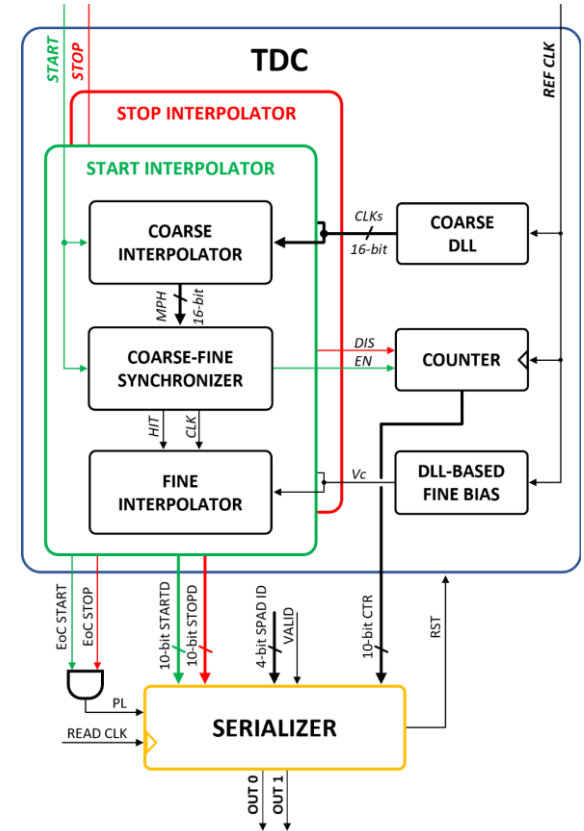 START
STOP
REF CLK
TDC
STOP INTERPOLATOR
START INTERPOLATOR
COARSE
INTERPOLATOR
CLKs
16-bit
COARSE
DLL
MPH
16-bit
COARSE-FINE
SYNCHRONIZER
DIS
EN
COUNTER
HIT
CLK
FINE
INTERPOLATOR
Vc
DLL-BASED
FINE BIAS
EoC START
EoC STOP
10-bit STARTD
10-bit STOPD
4-bit SPAD ID
VALID
10-bit CTR
RST
PL
READ CLK
SERIALIZER
OUT 0
OUT 1